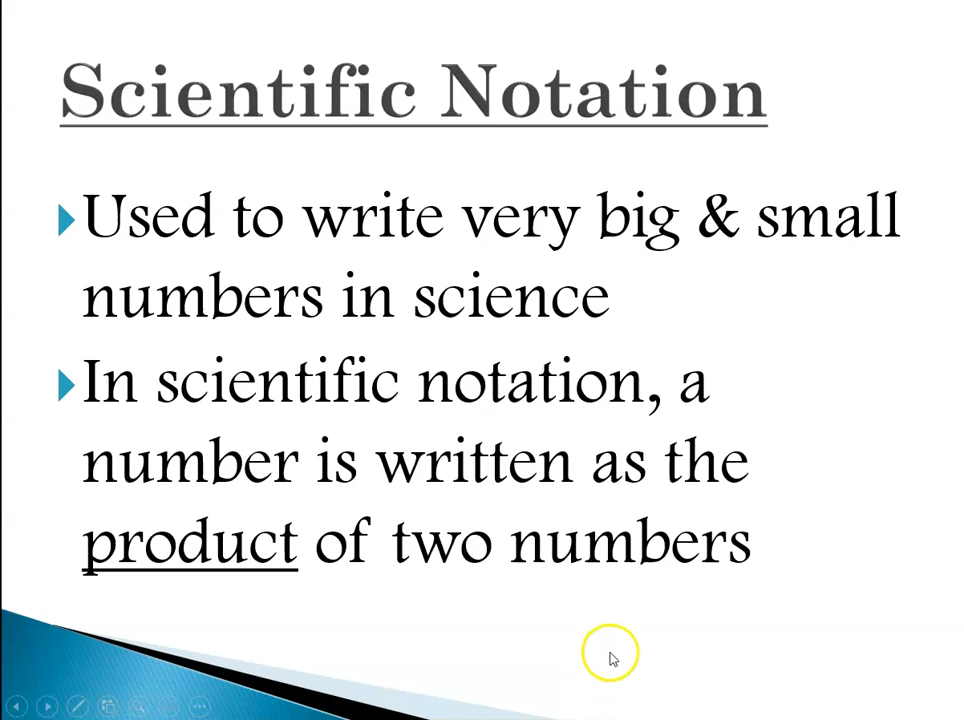 Scientific Notation
Used to write very big & small
numbers in science
In scientific notation, a
number is written as the
product of two numbers